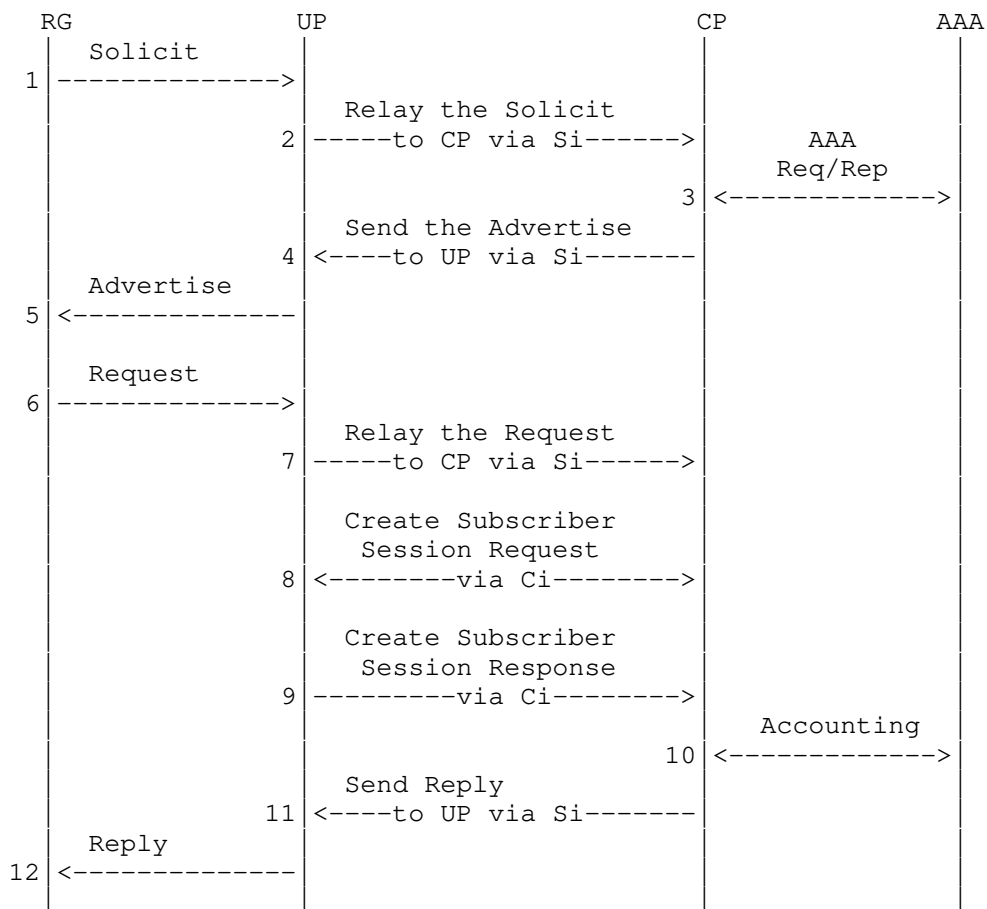 RG UP CP AAA
Solicit
1|-------------->
Relay the Solicit
2|-----to CP via Si------> AAA
Req/Rep
3|<------------->
Send the Advertise
4|<----to UP via Si-------
Advertise
5|<--------------
Request
6|-------------->
Relay the Request
7|-----to CP via Si------>
Create Subscriber
Session Request
8|<--------via Ci-------->
Create Subscriber
Session Response
9|---------via Ci-------->
Accounting
10|<------------->
Send Reply
11|<----to UP via Si-------
Reply
12|<--------------